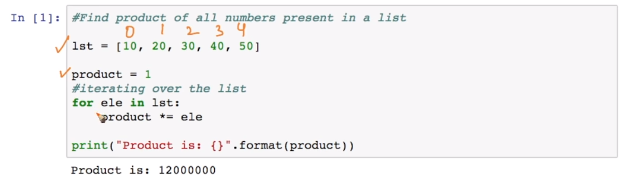 In [1]: #Find product of all numbers present in a list
0 1 2 3 4
lst = [10, 20, 30, 40, 50]
product = 1
#iterating over the list
for ele in lst:
product *= ele
print("Product is: {}".format(product))
Product is: 12000000